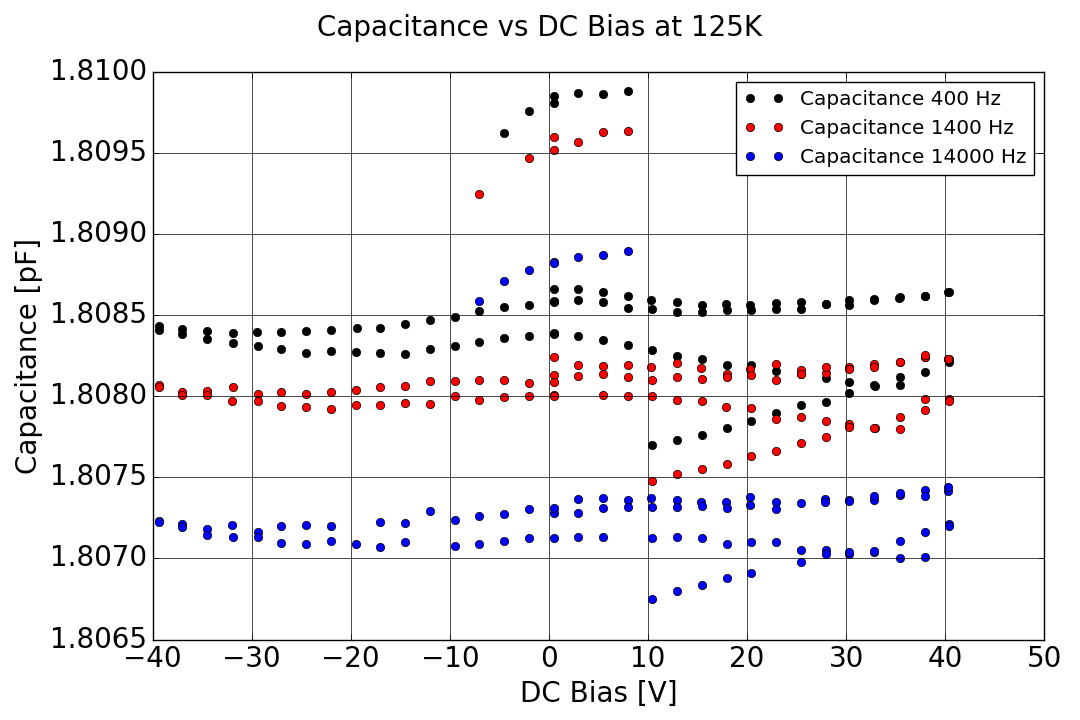 Capacitance vs DC Bias at 125K
1.8100
1.8095
1.8090
1.8085
1.8080
1.8075
1.8070
1.8065
Capacitance [pF]
Capacitance 400 Hz
Capacitance 1400 Hz
Capacitance 14000 Hz
−40 −30 −20 −10 0 10 20 30 40 50
DC Bias [V]